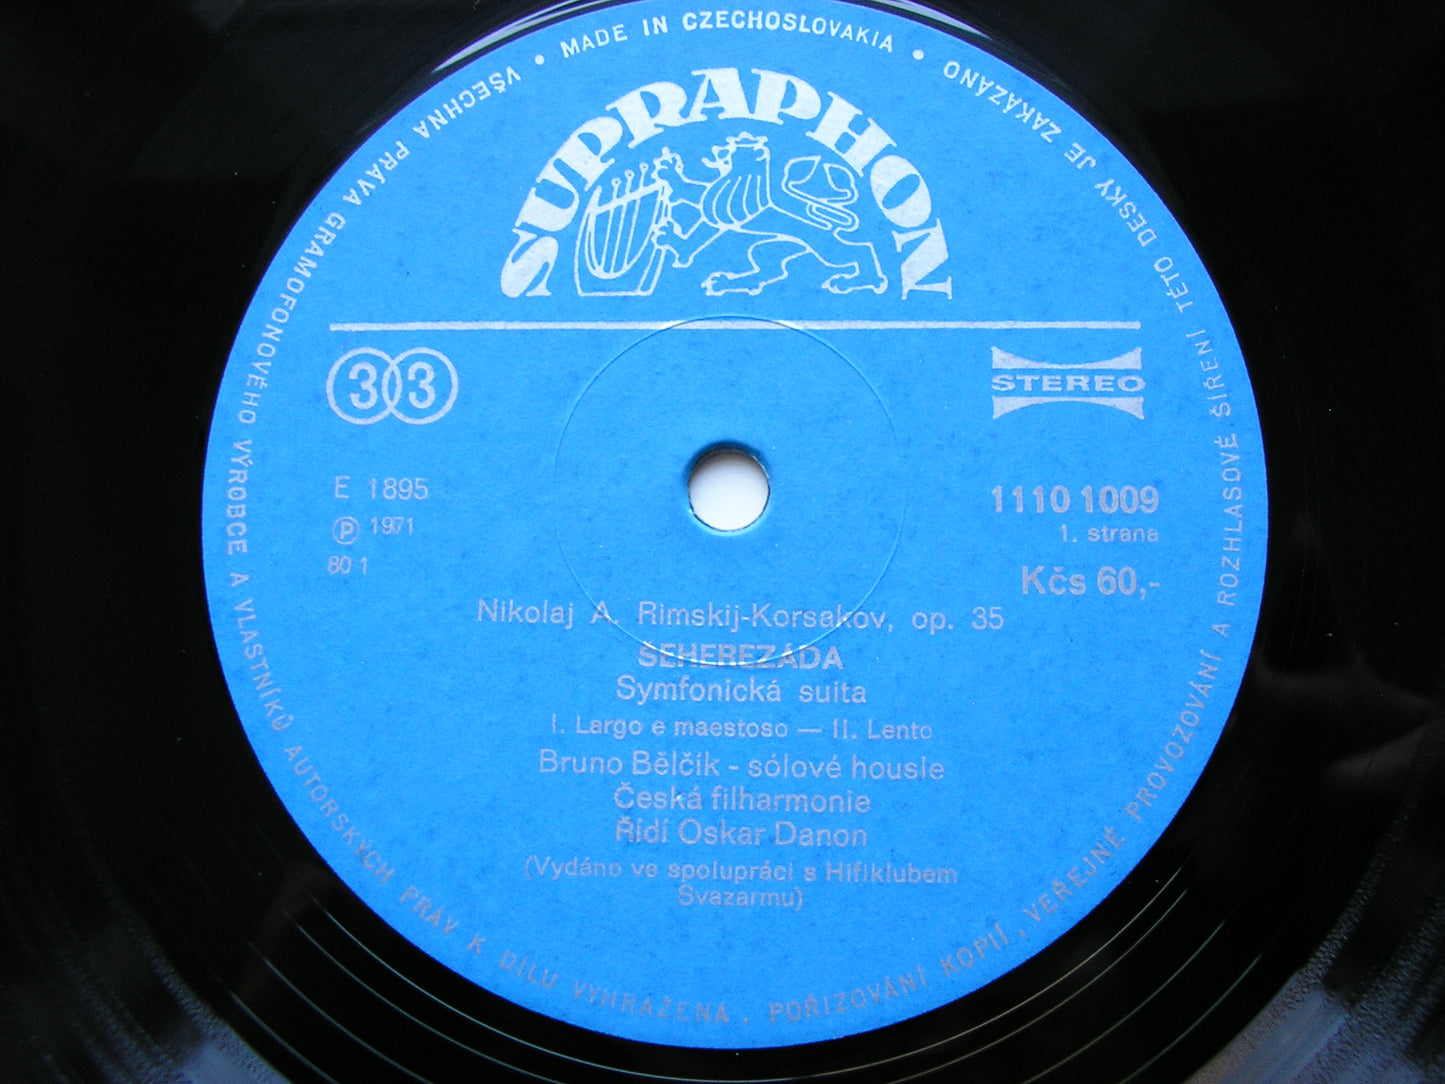 MADE IN CZECHOSLOVAKIA
VŠECHNA PRÁVA GRAMOFONOVÉHO VÝROBCE A VLASTNÍKŮ AUTORSKÝCH PRÁV K DÍLU VYHRAŽENA . POŘIZOVÁNÍ KOPIÍ, VEŘEJNÉ PROVOZOVÁNÍ A ROZHLASOVÉ ŠÍŘENÍ TÉTO DESKY JE ZAKÁZÁNO
SUPRAPHON
33
STEREO
E 1895
℗ 1971
80 1
1110 1009
1. strana
Kčs 60,-
Nikolaj A. Rimskij-Korsakov, op. 35
ŠEHEREZÁDA
Symfonická suita
I. Largo e maestoso — II. Lento
Bruno Bělčík - sólové housle
Česká filharmonie
Řídí Oskar Danon
(Vydáno ve spolupráci s Hifiklubem
Svazarmu)